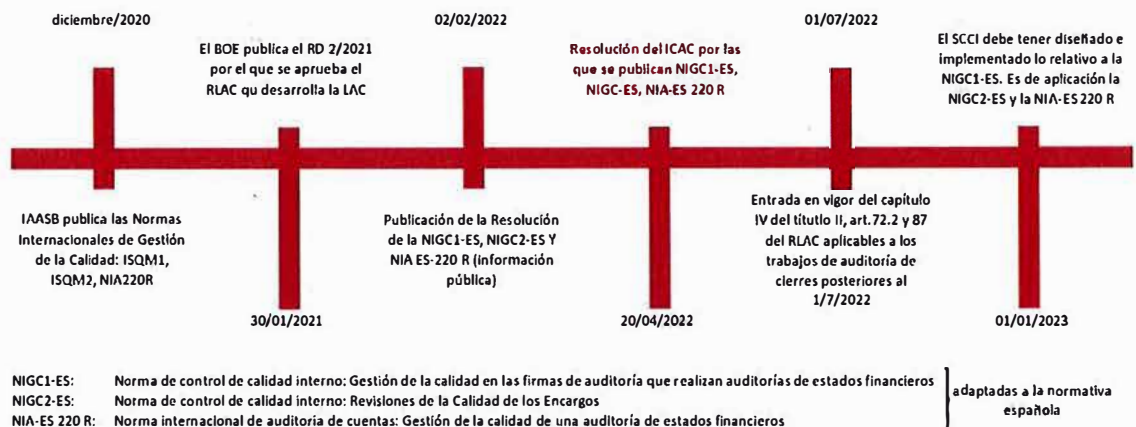 diciembre/2020
IAASB publica las Normas
Internacionales de Gestión
de la Calidad: ISQM1,
ISQM2, NIA220R
El BOE publica el RD 2/2021
por el que se aprueba el
RLAC qu desarrolla la LAC
30/01/2021
02/02/2022
Publicación de la Resolución
de la NIGC1-ES, NIGC2-ES Y
NIA ES-220 R (información
pública)
Resolución del ICAC por las
que se publican NIGC1-ES,
NIGC-ES, NIA-ES 220 R
20/04/2022
01/07/2022
Entrada en vigor del capítulo
IV del títutlo II, art.72.2 y 87
del RLAC aplicables a los
trabajos de auditoría de
cierres posteriores al
1/7/2022
El SCCI debe tener diseñado e
implementado lo relativo a la
NIGC1-ES. Es de aplicación la
NIGC2-ES y la NIA-ES 220 R
01/01/2023
NIGC1-ES: Norma de control de calidad interno: Gestión de la calidad en las firmas de auditoría que realizan auditorías de estados financieros
NIGC2-ES: Norma de control de calidad interno: Revisiones de la Calidad de los Encargos
NIA-ES 220 R: Norma internacional de auditoría de cuentas: Gestión de la calidad de una auditoría de estados financieros
adaptadas a la normativa
española